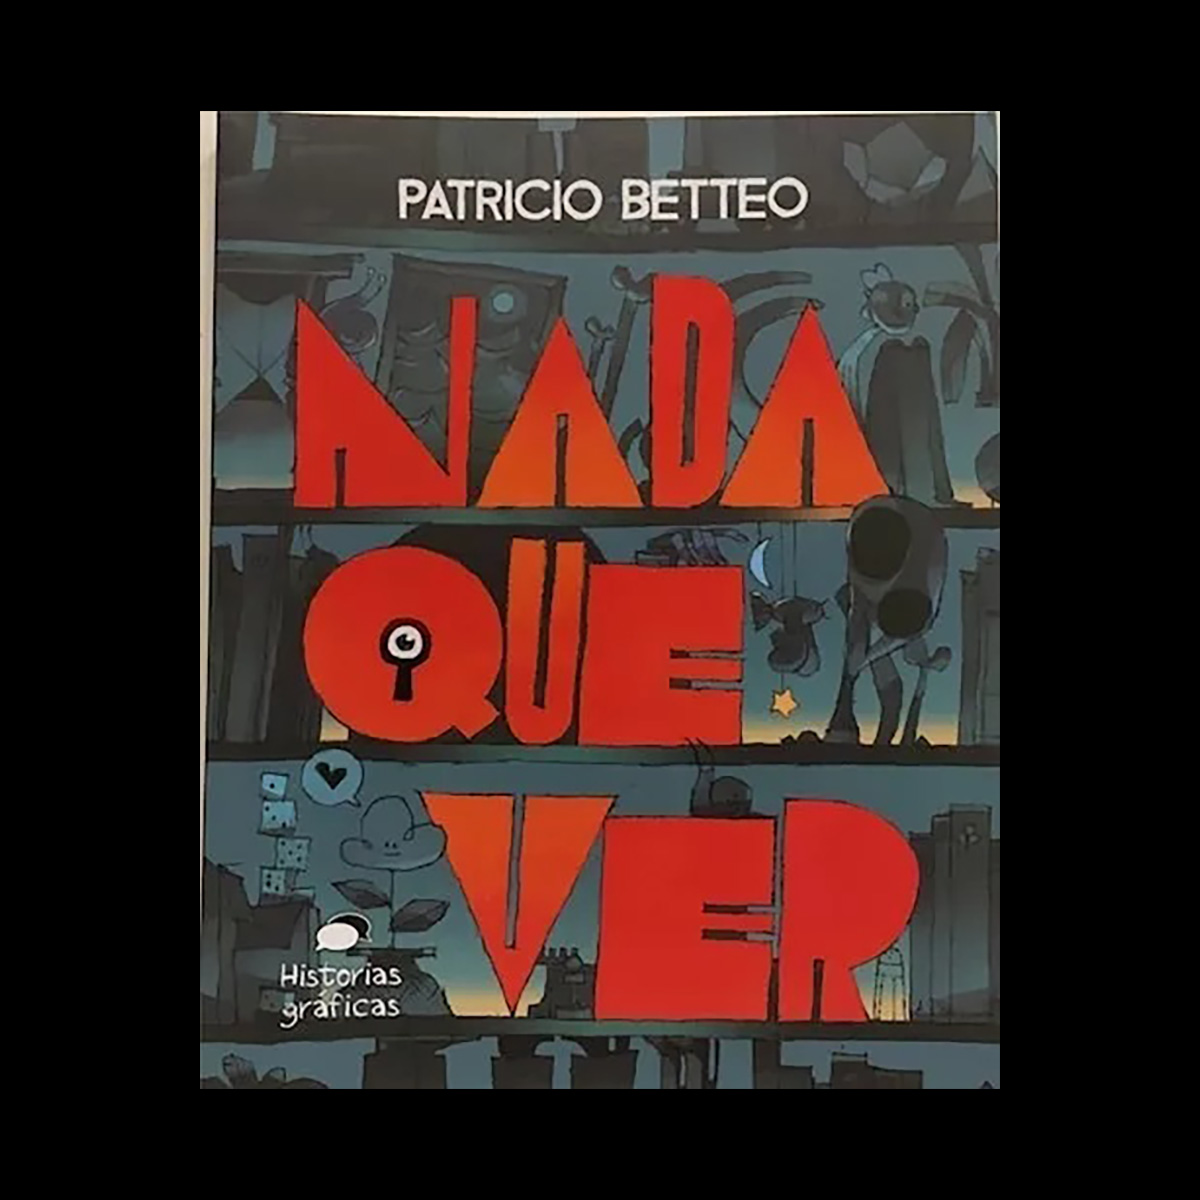 PATRICIO BETTEO
NADA
QUE
VER
Historias
gráficas